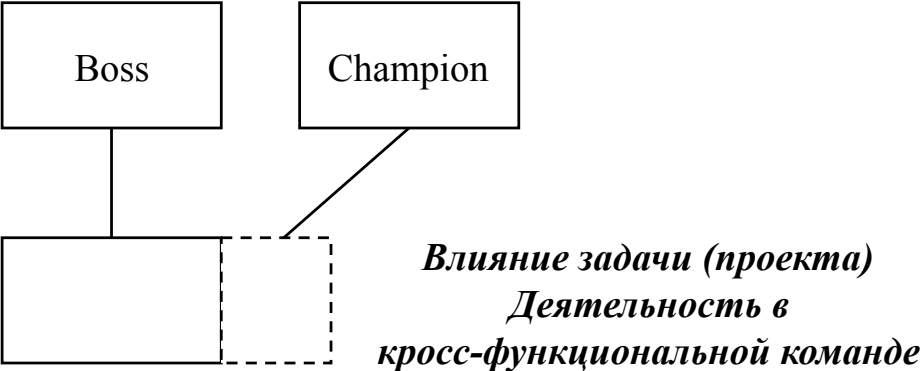 Boss
Champion
Влияние задачи (проекта)
Деятельность в
кросс-функциональной команде